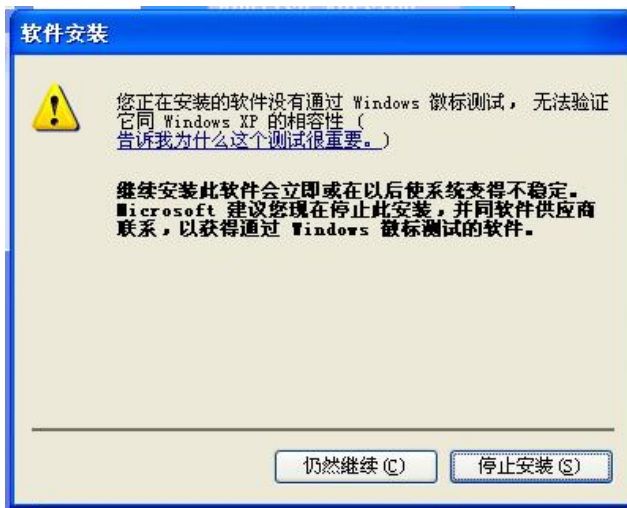 软件安装
您正在安装的软件没有通过 Windows 徽标测试， 无法验证
它同 Windows XP 的相容性 (
告诉我为什么这个测试很重要。)
继续安装此软件会立即或在以后使系统变得不稳定。
Microsoft 建议您现在停止此安装，并同软件供应商
联系，以获得通过 Windows 徽标测试的软件。
仍然继续(C)
停止安装(S)